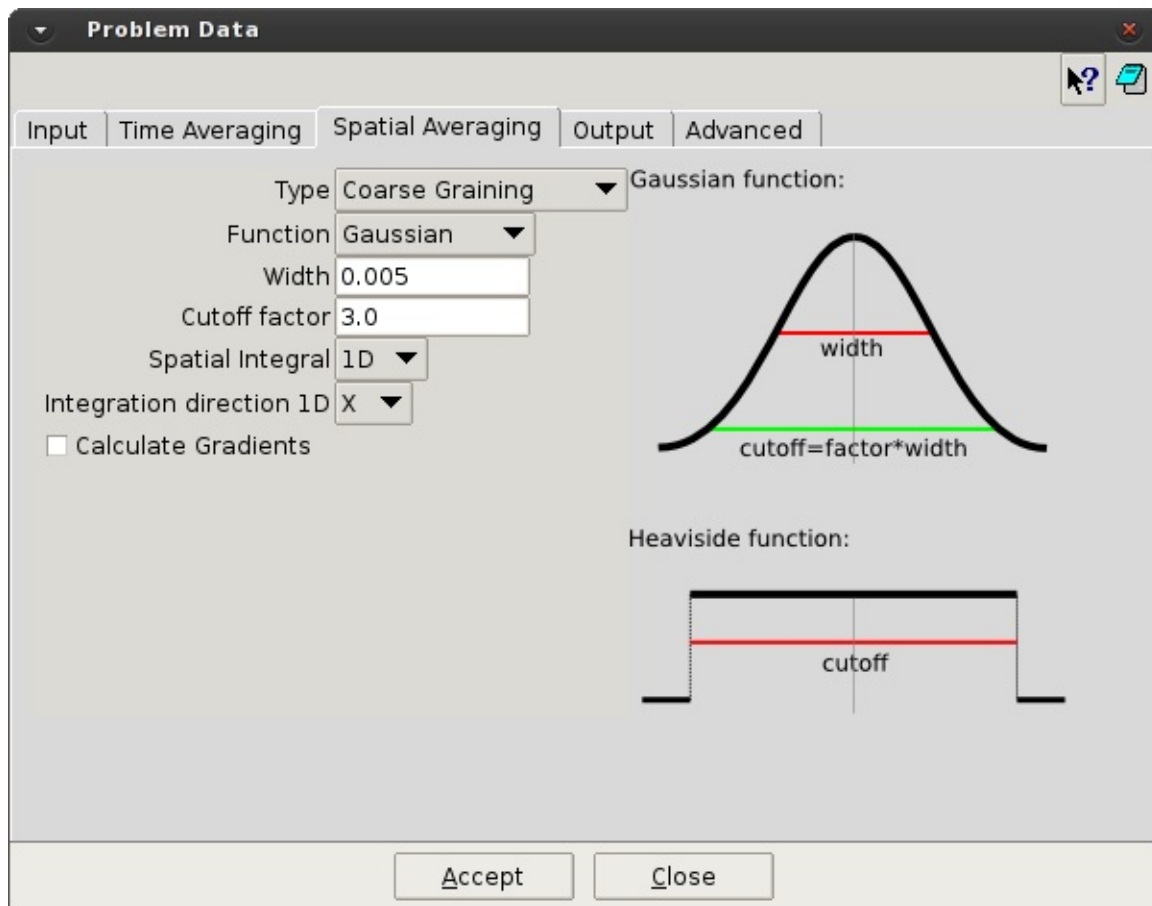 Problem Data
Input Time Averaging Spatial Averaging Output Advanced
Type Coarse Graining
Function Gaussian
Width 0.005
Cutoff factor 3.0
Spatial Integral 1D
Integration direction 1D X
Calculate Gradients
Gaussian function:
width
cutoff=factor*width
Heaviside function:
cutoff
Accept Close